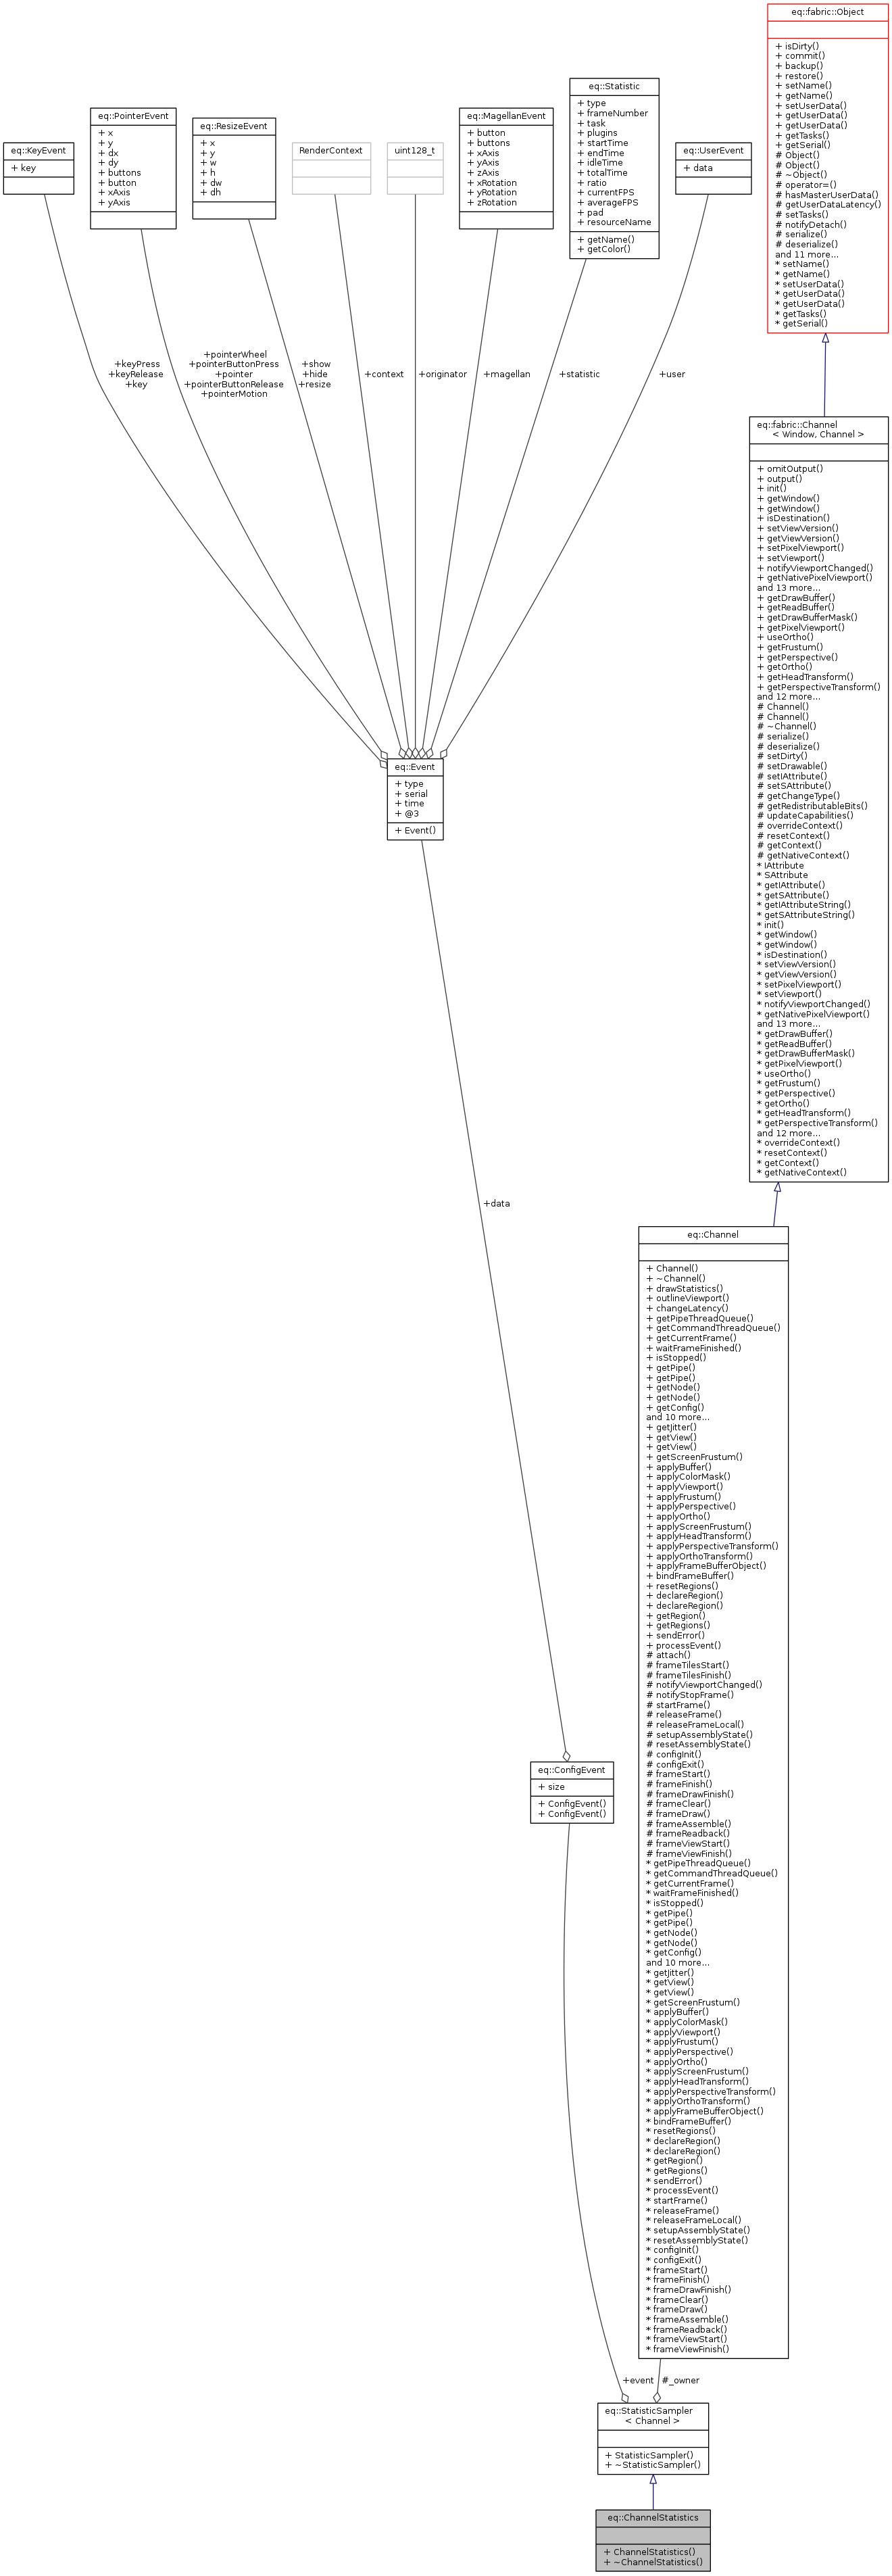 eq::fabric::Object
+ isDirty()
+ commit()
+ backup()
+ restore()
+ setName()
+ getName()
+ setUserData()
+ getUserData()
+ getUserData()
+ getTasks()
+ getSerial()
# Object()
# Object()
# ~Object()
# operator=()
# hasMasterUserData()
# getUserDataLatency()
# setTasks()
# notifyDetach()
# serialize()
# deserialize()
and 11 more...
* setName()
* getName()
* setUserData()
* getUserData()
* getUserData()
* getTasks()
* getSerial()
eq::KeyEvent
+ key
eq::PointerEvent
+ x
+ y
+ dx
+ dy
+ buttons
+ button
+ xAxis
+ yAxis
eq::ResizeEvent
+ x
+ y
+ w
+ h
+ dw
+ dh
RenderContext
uint128_t
eq::MagellanEvent
+ button
+ buttons
+ xAxis
+ yAxis
+ zAxis
+ xRotation
+ yRotation
+ zRotation
eq::Statistic
+ type
+ frameNumber
+ task
+ plugins
+ startTime
+ endTime
+ idleTime
+ totalTime
+ ratio
+ currentFPS
+ averageFPS
+ pad
+ resourceName
+ getName()
+ getColor()
eq::UserEvent
+ data
+keyPress
+keyRelease
+key
+pointerWheel
+pointerButtonPress
+pointer
+pointerButtonRelease
+pointerMotion
+show
+hide
+resize
+context
+originator
+magellan
+statistic
+user
eq::fabric::Channel
< Window, Channel >
+ omitOutput()
+ output()
+ init()
+ getWindow()
+ getWindow()
+ isDestination()
+ setViewVersion()
+ getViewVersion()
+ setPixelViewport()
+ setViewport()
+ notifyViewportChanged()
+ getNativePixelViewport()
and 13 more...
+ getDrawBuffer()
+ getReadBuffer()
+ getDrawBufferMask()
+ getPixelViewport()
+ useOrtho()
+ getFrustum()
+ getPerspective()
+ getOrtho()
+ getHeadTransform()
+ getPerspectiveTransform()
and 12 more...
# Channel()
# Channel()
# ~Channel()
# serialize()
# deserialize()
# setDirty()
# setDrawable()
# setIAttribute()
# setSAttribute()
# getChangeType()
# getRedistributableBits()
# updateCapabilities()
# overrideContext()
# resetContext()
# getContext()
# getNativeContext()
* IAttribute
* SAttribute
* getIAttribute()
* getSAttribute()
* getIAttributeString()
* getSAttributeString()
* init()
* getWindow()
* getWindow()
* isDestination()
* setViewVersion()
* getViewVersion()
* setPixelViewport()
* setViewport()
* notifyViewportChanged()
* getNativePixelViewport()
and 13 more...
* getDrawBuffer()
* getReadBuffer()
* getDrawBufferMask()
* getPixelViewport()
* useOrtho()
* getFrustum()
* getPerspective()
* getOrtho()
* getHeadTransform()
* getPerspectiveTransform()
and 12 more...
* overrideContext()
* resetContext()
* getContext()
* getNativeContext()
eq::Event
+ type
+ serial
+ time
+ @3
+ Event()
+data
eq::Channel
+ Channel()
+ ~Channel()
+ drawStatistics()
+ outlineViewport()
+ changeLatency()
+ getPipeThreadQueue()
+ getCommandThreadQueue()
+ getCurrentFrame()
+ waitFrameFinished()
+ isStopped()
+ getPipe()
+ getPipe()
+ getNode()
+ getNode()
+ getConfig()
and 10 more...
+ getJitter()
+ getView()
+ getView()
+ getScreenFrustum()
+ applyBuffer()
+ applyColorMask()
+ applyViewport()
+ applyFrustum()
+ applyPerspective()
+ applyOrtho()
+ applyScreenFrustum()
+ applyHeadTransform()
+ applyPerspectiveTransform()
+ applyOrthoTransform()
+ applyFrameBufferObject()
+ bindFrameBuffer()
+ resetRegions()
+ declareRegion()
+ declareRegion()
+ getRegion()
+ getRegions()
+ sendError()
+ processEvent()
# attach()
# frameTilesStart()
# frameTilesFinish()
# notifyViewportChanged()
# notifyStopFrame()
# startFrame()
# releaseFrame()
# releaseFrameLocal()
# setupAssemblyState()
# resetAssemblyState()
# configInit()
# configExit()
# frameStart()
# frameFinish()
# frameDrawFinish()
# frameClear()
# frameDraw()
# frameAssemble()
# frameReadback()
# frameViewStart()
# frameViewFinish()
* getPipeThreadQueue()
* getCommandThreadQueue()
* getCurrentFrame()
* waitFrameFinished()
* isStopped()
* getPipe()
* getPipe()
* getNode()
* getNode()
* getConfig()
and 10 more...
* getJitter()
* getView()
* getView()
* getScreenFrustum()
* applyBuffer()
* applyColorMask()
* applyViewport()
* applyFrustum()
* applyPerspective()
* applyOrtho()
* applyScreenFrustum()
* applyHeadTransform()
* applyPerspectiveTransform()
* applyOrthoTransform()
* applyFrameBufferObject()
* bindFrameBuffer()
* resetRegions()
* declareRegion()
* declareRegion()
* getRegion()
* getRegions()
* sendError()
* processEvent()
* startFrame()
* releaseFrame()
* releaseFrameLocal()
* setupAssemblyState()
* resetAssemblyState()
* configInit()
* configExit()
* frameStart()
* frameFinish()
* frameDrawFinish()
* frameClear()
* frameDraw()
* frameAssemble()
* frameReadback()
* frameViewStart()
* frameViewFinish()
eq::ConfigEvent
+ size
+ ConfigEvent()
+ ConfigEvent()
+event
#_owner
eq::StatisticSampler
< Channel >
+ StatisticSampler()
+ ~StatisticSampler()
eq::ChannelStatistics
+ ChannelStatistics()
+ ~ChannelStatistics()